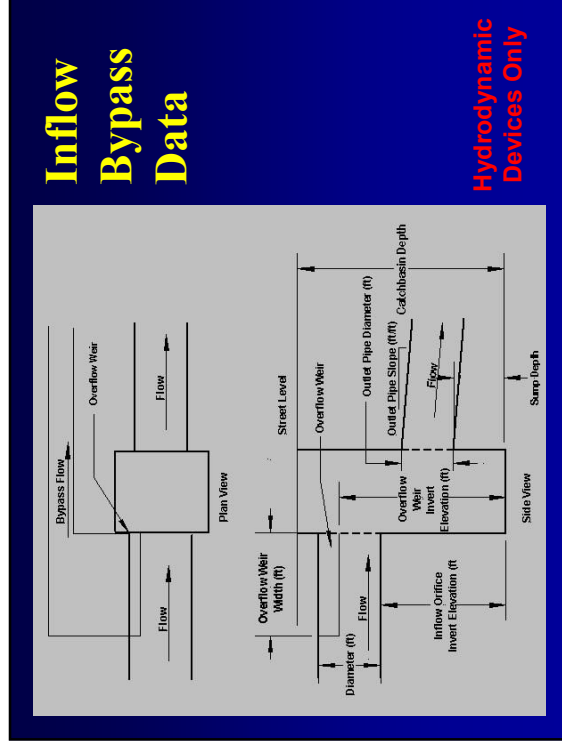 Inflow
Bypass
Data
Hydrodynamic
Devices Only
Bypass Flow
Overflow Weir
Flow
Flow
Plan View
Street Level
Overflow Weir
Width (ft)
Overflow Weir
Outlet Pipe Diameter (ft)
Outlet Pipe Slope (ft/ft)
Catchbasin Depth
Diameter (ft)
Flow
Flow
Overflow
Weir
Invert
Elevation (ft)
Inflow Orifice
Invert Elevation (ft
Sump Depth
Side View